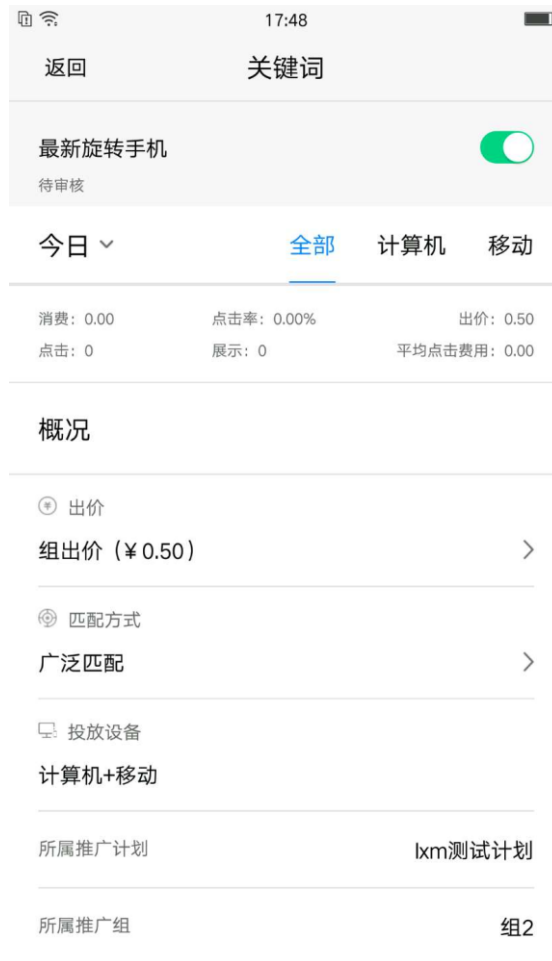 17:48
返回 关键词
最新旋转手机
待审核
今日 全部 计算机 移动
消费：0.00 点击率：0.00% 出价：0.50
点击：0 展示：0 平均点击费用：0.00
概况
出价
组出价（¥0.50）
匹配方式
广泛匹配
投放设备
计算机+移动
所属推广计划 lxm测试计划
所属推广组 组2